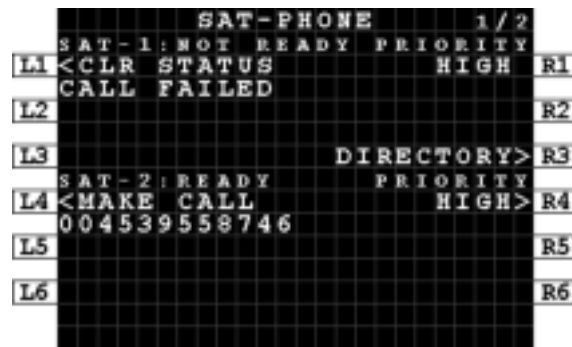 SAT-PHONE 1/2
SAT-1:NOT READY PRIORITY
L1 <CLR STATUS HIGH R1
CALL FAILED
L2 R2
L3 DIRECTORY> R3
SAT-2:READY PRIORITY
L4 <MAKE CALL HIGH> R4
004539558746
L5 R5
L6 R6